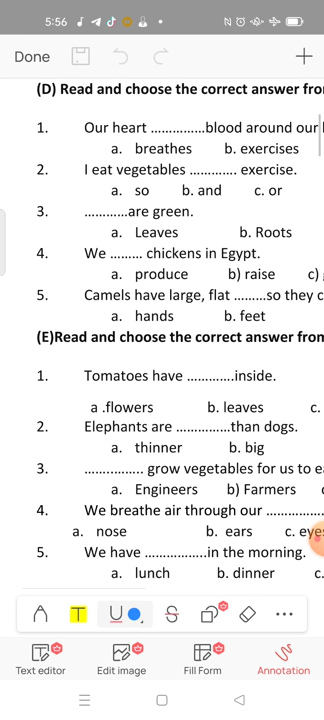 5:56
Done
(D) Read and choose the correct answer fro
1. Our heart ..............blood around our
a. breathes b. exercises
2. I eat vegetables ............. exercise.
a. so b. and c. or
3. ............are green.
a. Leaves b. Roots
4. We ......... chickens in Egypt.
a. produce b) raise c)
5. Camels have large, flat .........so they c
a. hands b. feet
(E)Read and choose the correct answer from
1. Tomatoes have .............inside.
a .flowers b. leaves c.
2. Elephants are ...............than dogs.
a. thinner b. big
3. ................ grow vegetables for us to e
a. Engineers b) Farmers
4. We breathe air through our ................
a. nose b. ears c. eye
5. We have .................in the morning.
a. lunch b. dinner c.
T U S
Text editor Edit image Fill Form Annotation